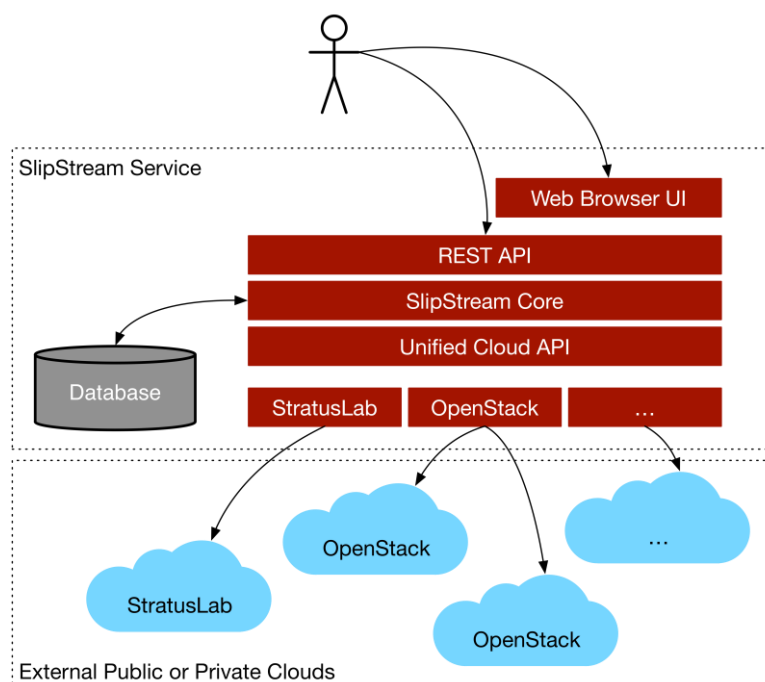 SlipStream Service
Web Browser UI
REST API
SlipStream Core
Unified Cloud API
Database
StratusLab
OpenStack
...
OpenStack
...
StratusLab
OpenStack
External Public or Private Clouds